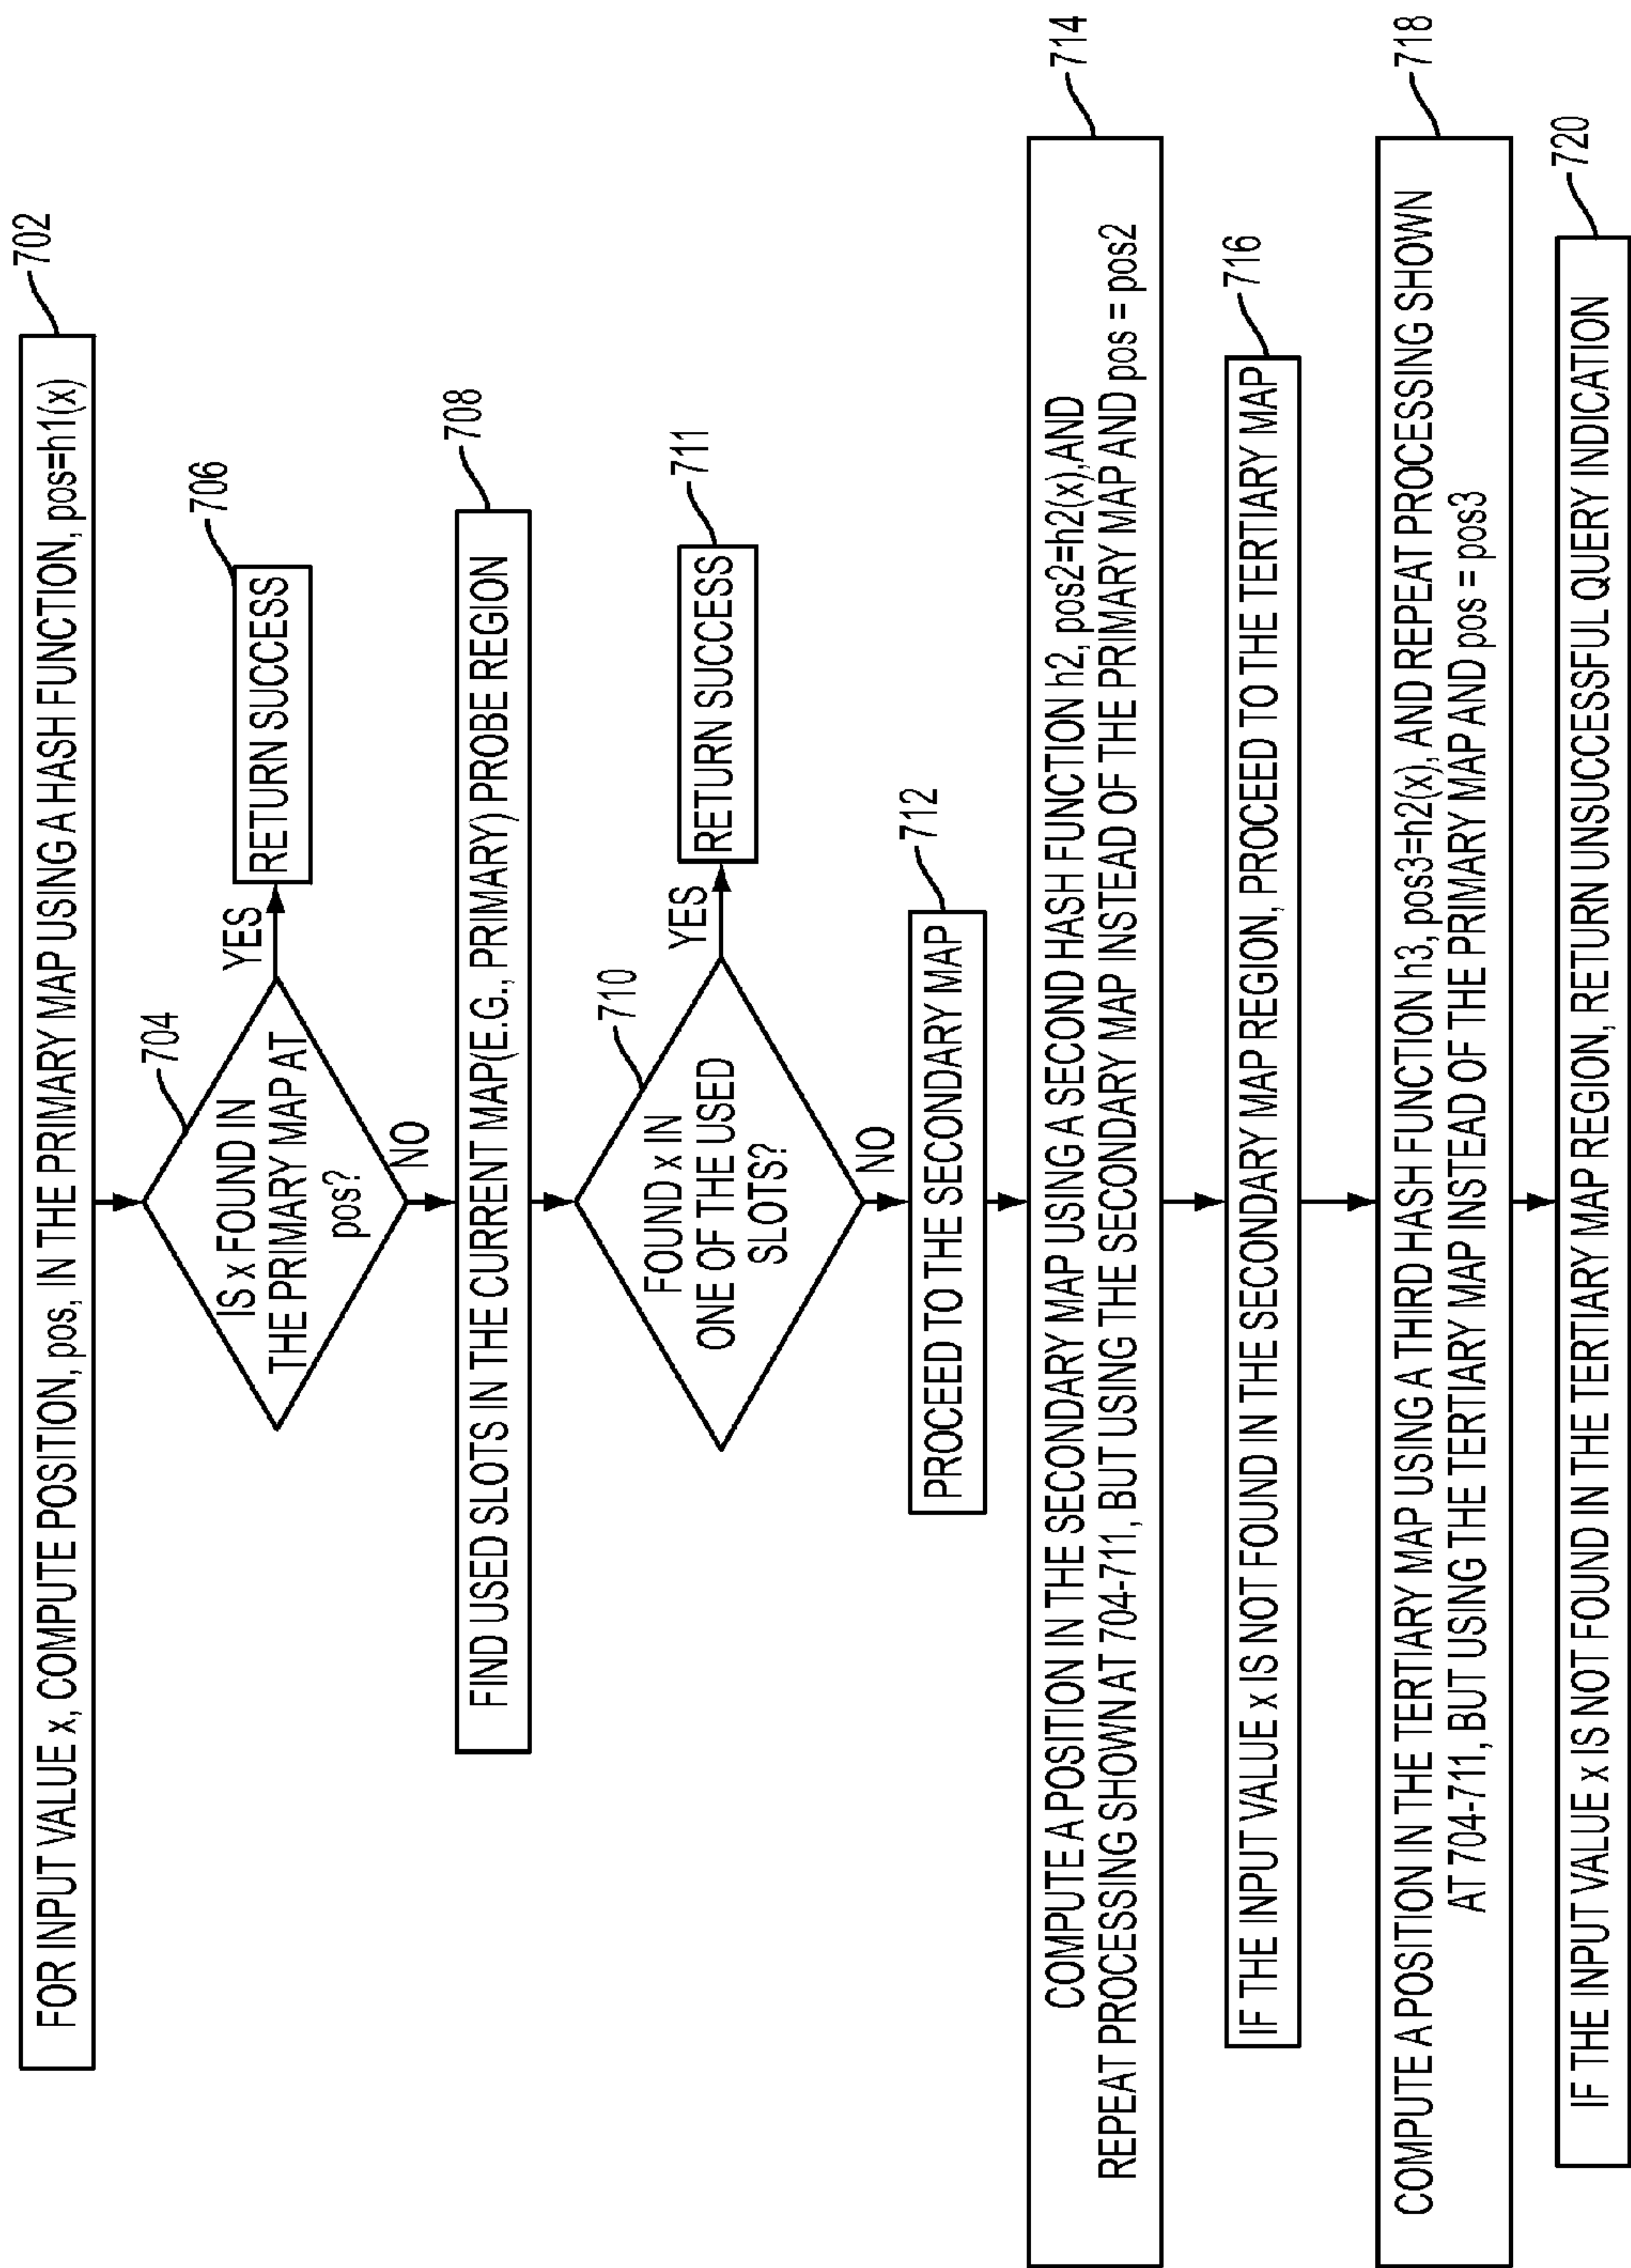 FOR INPUT VALUE x, COMPUTE POSITION, pos, IN THE PRIMARY MAP USING A HASH FUNCTION, pos=h1(x)
702
IS x FOUND IN
THE PRIMARY MAP AT
pos?
704
YES
RETURN SUCCESS
706
NO
FIND USED SLOTS IN THE CURRENT MAP(E.G., PRIMARY) PROBE REGION
708
FOUND x IN
ONE OF THE USED
SLOTS?
710
YES
RETURN SUCCESS
711
NO
PROCEED TO THE SECONDARY MAP
712
COMPUTE A POSITION IN THE SECONDARY MAP USING A SECOND HASH FUNCTION h2, pos2=h2(x),AND
REPEAT PROCESSING SHOWN AT 704-711, BUT USING THE SECONDARY MAP INSTEAD OF THE PRIMARY MAP AND pos = pos2
714
IF THE INPUT VALUE x IS NOT FOUND IN THE SECONDARY MAP REGION, PROCEED TO THE TERTIARY MAP
716
COMPUTE A POSITION IN THE TERTIARY MAP USING A THIRD HASH FUNCTION h3, pos3=h2(x), AND REPEAT PROCESSING SHOWN
AT 704-711, BUT USING THE TERTIARY MAP INSTEAD OF THE PRIMARY MAP AND pos = pos3
718
IF THE INPUT VALUE x IS NOT FOUND IN THE TERTIARY MAP REGION, RETURN UNSUCCESSFUL QUERY INDICATION
720